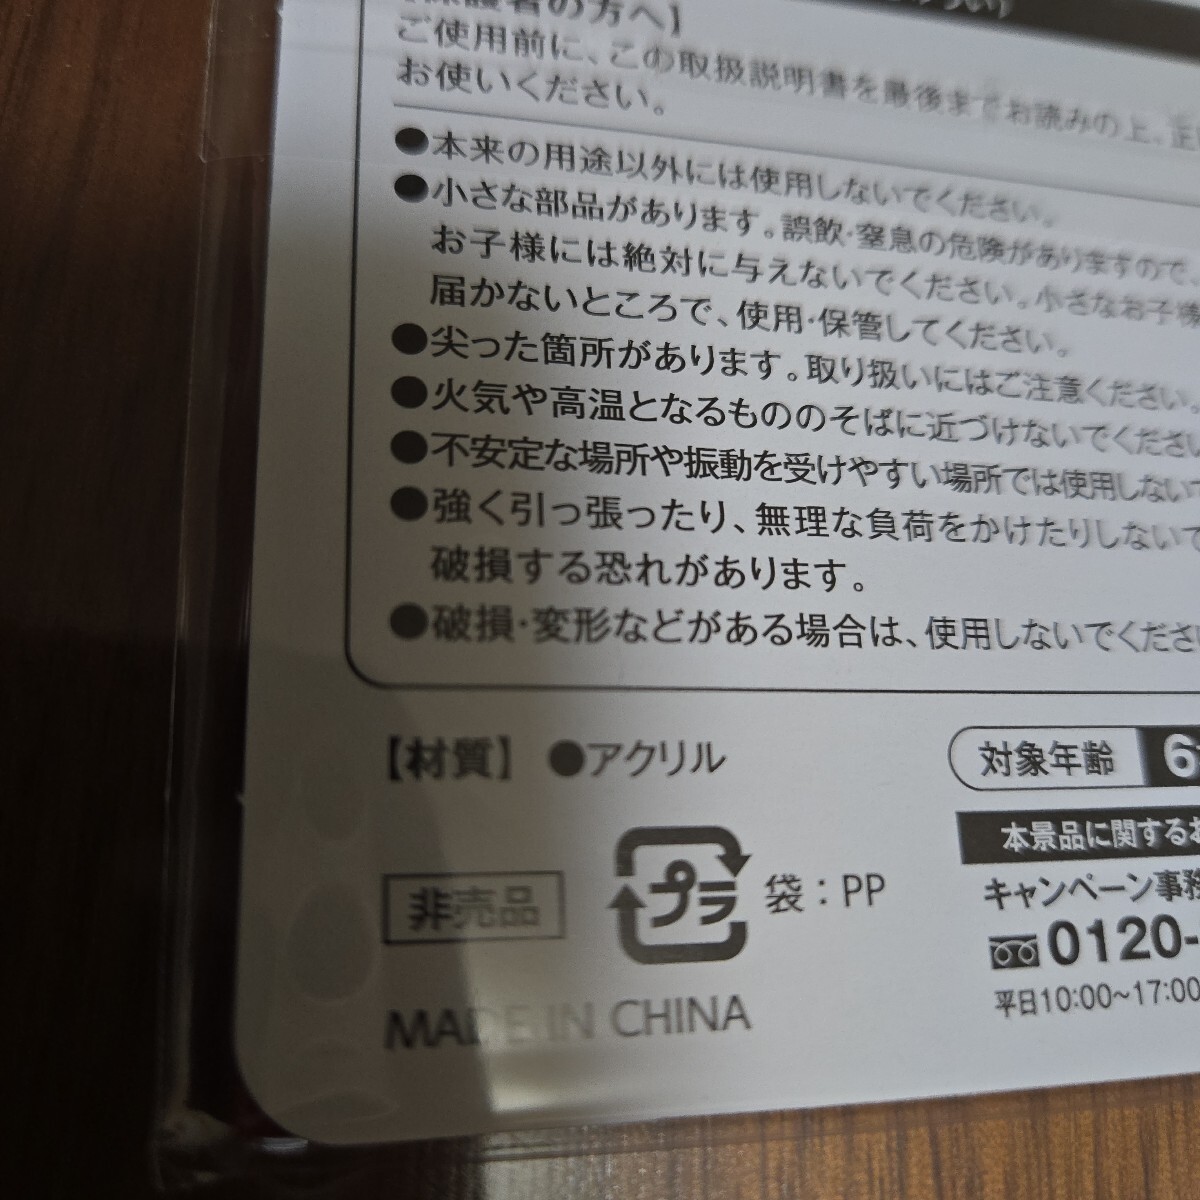 の方へ】
ご使用前に、この取扱説明書を最後までお読みの上、正
お使いください。
●本来の用途以外には使用しないでください。
●小さな部品があります。誤飲・窒息の危険がありますので、
お子様には絶対に与えないでください。小さなお子様
届かないところで、使用・保管してください。
●尖った箇所があります。取り扱いにはご注意ください。
●火気や高温となるもののそばに近づけないでください
●不安定な場所や振動を受けやすい場所では使用しないで
●強く引っ張ったり、無理な負荷をかけたりしないで
破損する恐れがあります。
●破損・変形などがある場合は、使用しないでくださ
【材質】 ●アクリル
対象年齢 6
本景品に関するお
非売品 プラ 袋：PP
キャンペーン事務
0120-
平日10:00~17:00
MADE IN CHINA